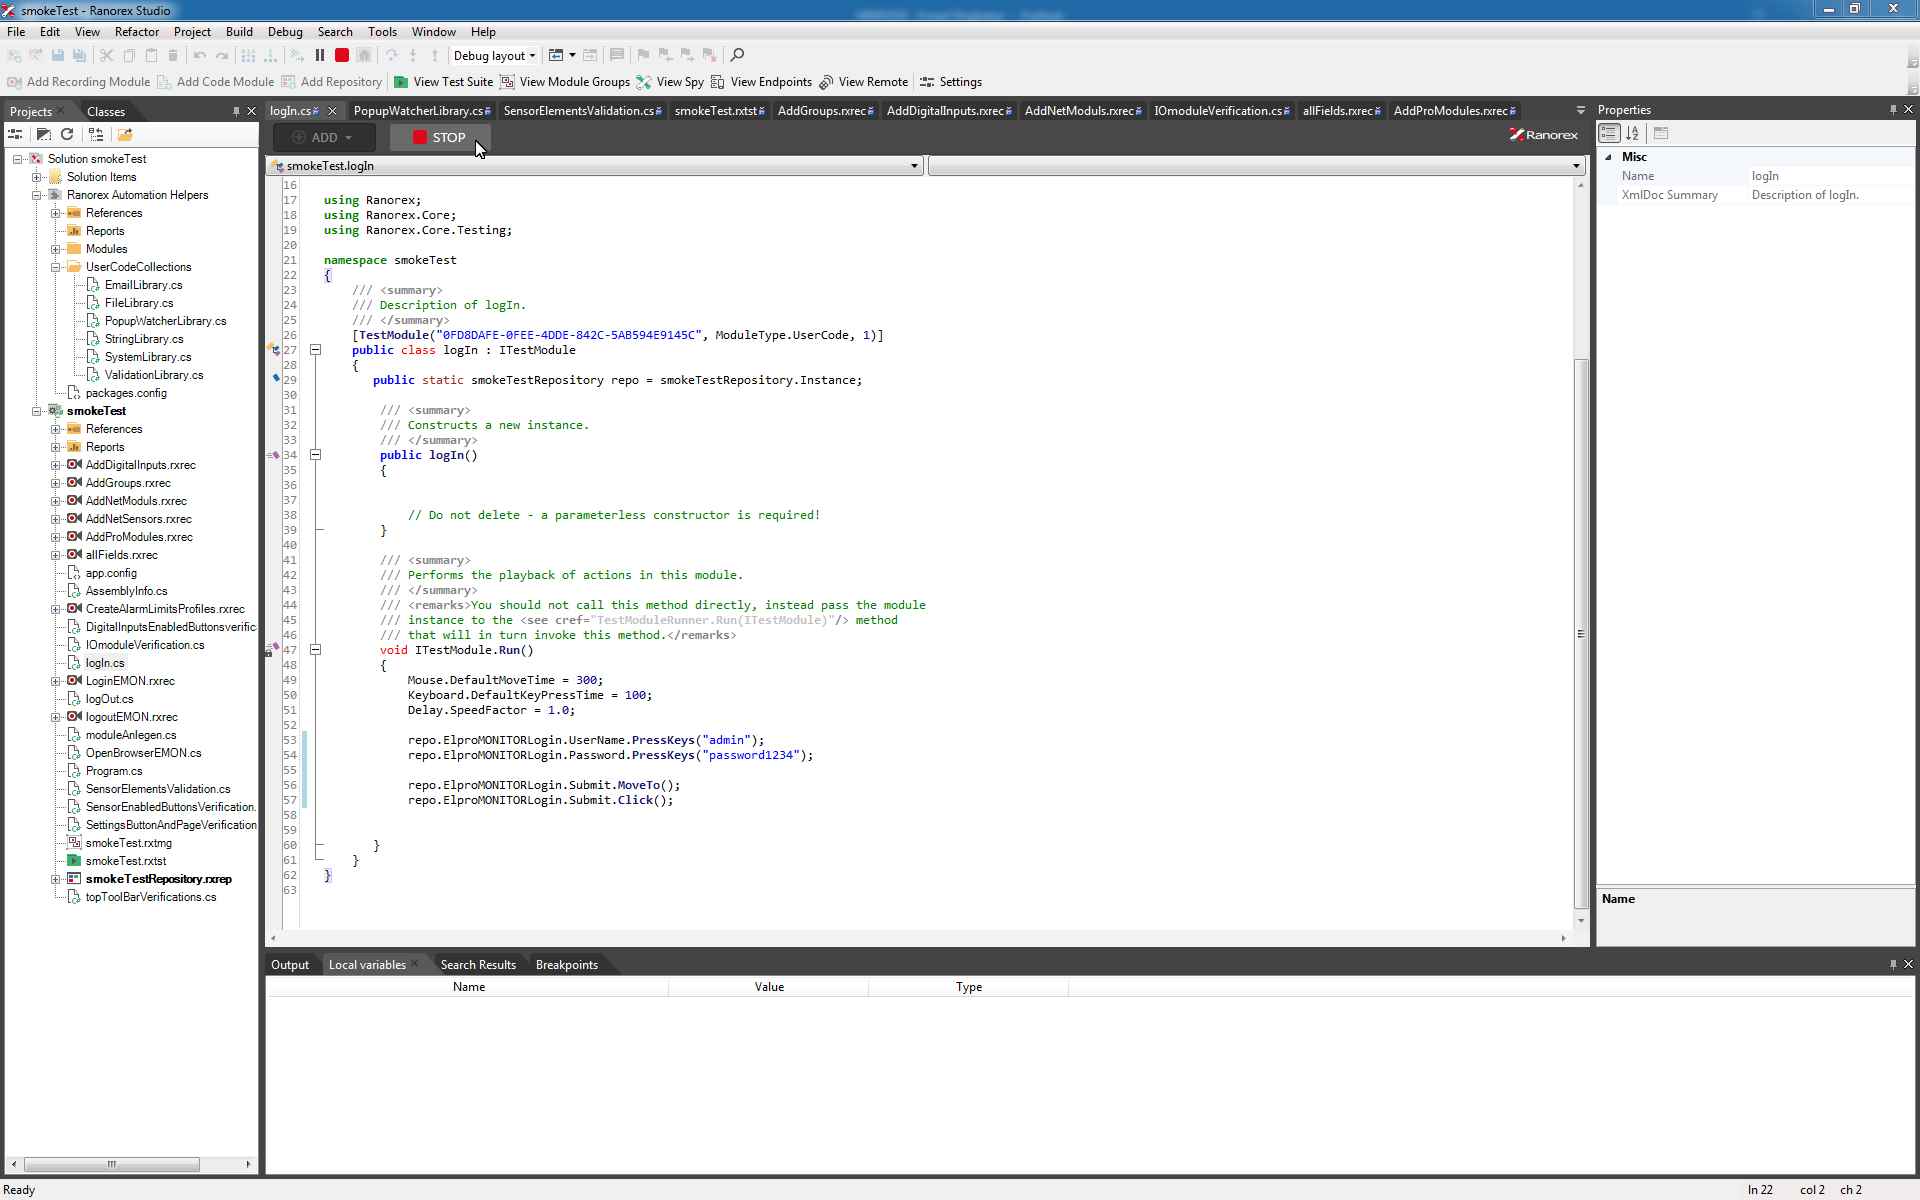 smokeTest - Ranorex Studio
File Edit View Refactor Project Build Debug Search Tools Window Help
Debug layout
Add Recording Module Add Code Module Add Repository View Test Suite View Module Groups View Spy View Endpoints View Remote Settings
Projects Classes
logIn.cs# PopupWatcherLibrary.cs# SensorElementsValidation.cs# smokeTest.rxtst# AddGroups.rxrec# AddDigitalInputs.rxrec# AddNetModuls.rxrec# IOmoduleVerification.cs# allFields.rxrec# AddProModules.rxrec#
Properties
ADD STOP
Ranorex
smokeTest.logIn
Solution smokeTest
Solution Items
Ranorex Automation Helpers
References
Reports
Modules
UserCodeCollections
EmailLibrary.cs
FileLibrary.cs
PopupWatcherLibrary.cs
StringLibrary.cs
SystemLibrary.cs
ValidationLibrary.cs
packages.config
smokeTest
References
Reports
AddDigitalInputs.rxrec
AddGroups.rxrec
AddNetModuls.rxrec
AddNetSensors.rxrec
AddProModules.rxrec
allFields.rxrec
app.config
AssemblyInfo.cs
CreateAlarmLimitsProfiles.rxrec
DigitalInputsEnabledButtonsverific
IOmoduleVerification.cs
logIn.cs
LoginEMON.rxrec
logOut.cs
logoutEMON.rxrec
moduleAnlegen.cs
OpenBrowserEMON.cs
Program.cs
SensorElementsValidation.cs
SensorEnabledButtonsVerification.
SettingsButtonAndPageVerification
smokeTest.rxtmg
smokeTest.rxtst
smokeTestRepository.rxrep
topToolBarVerifications.cs
16
17 using Ranorex;
18 using Ranorex.Core;
19 using Ranorex.Core.Testing;
20
21 namespace smokeTest
22 {
23 /// <summary>
24 /// Description of logIn.
25 /// </summary>
26 [TestModule("0FD8DAFE-0FEE-4DDE-842C-5AB594E9145C", ModuleType.UserCode, 1)]
27 public class logIn : ITestModule
28 {
29 public static smokeTestRepository repo = smokeTestRepository.Instance;
30
31 /// <summary>
32 /// Constructs a new instance.
33 /// </summary>
34 public logIn()
35 {
36
37
38 // Do not delete - a parameterless constructor is required!
39 }
40
41 /// <summary>
42 /// Performs the playback of actions in this module.
43 /// </summary>
44 /// <remarks>You should not call this method directly, instead pass the module
45 /// instance to the <see cref="TestModuleRunner.Run(ITestModule)"/> method
46 /// that will in turn invoke this method.</remarks>
47 void ITestModule.Run()
48 {
49 Mouse.DefaultMoveTime = 300;
50 Keyboard.DefaultKeyPressTime = 100;
51 Delay.SpeedFactor = 1.0;
52
53 repo.ElproMONITORLogin.UserName.PressKeys("admin");
54 repo.ElproMONITORLogin.Password.PressKeys("password1234");
55
56 repo.ElproMONITORLogin.Submit.MoveTo();
57 repo.ElproMONITORLogin.Submit.Click();
58
59
60 }
61 }
62 }
63
Misc
Name logIn
XmlDoc Summary Description of logIn.
Name
Output Local variables Search Results Breakpoints
Name Value Type
Ready
ln 22 col 2 ch 2